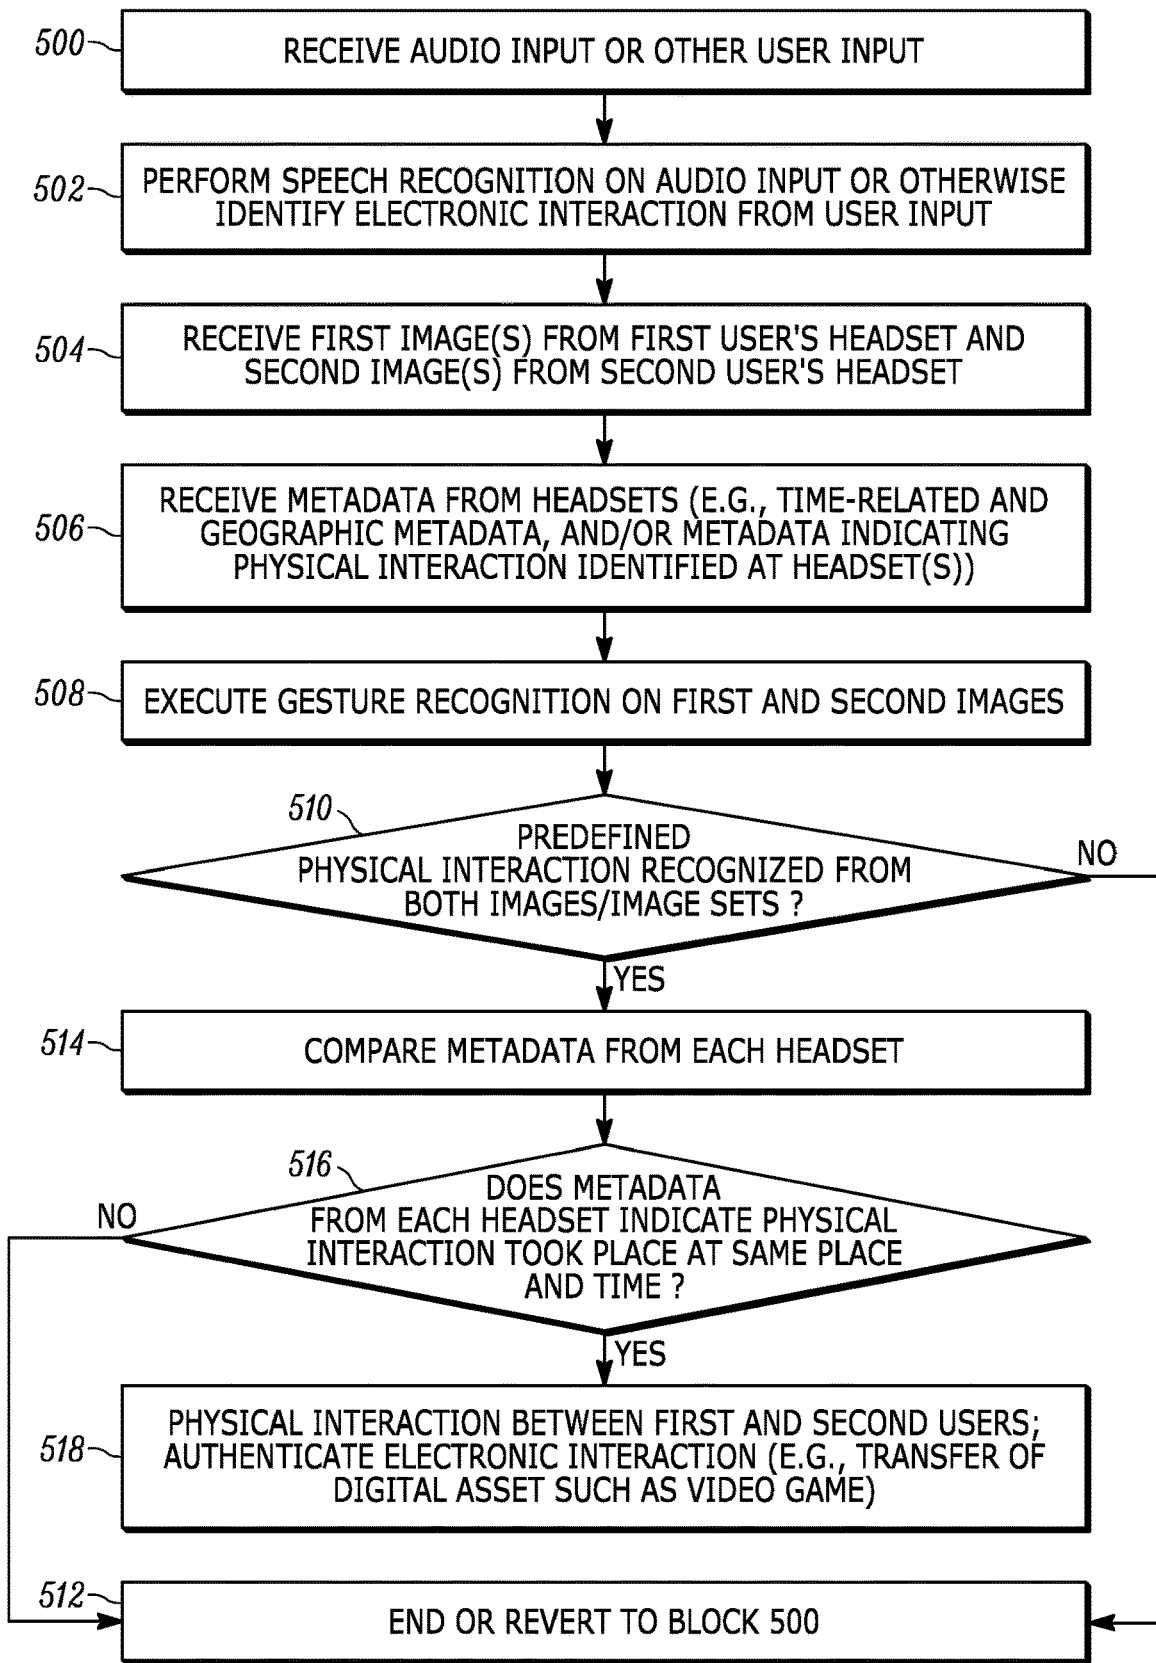 500
RECEIVE AUDIO INPUT OR OTHER USER INPUT
502
PERFORM SPEECH RECOGNITION ON AUDIO INPUT OR OTHERWISE
IDENTIFY ELECTRONIC INTERACTION FROM USER INPUT
504
RECEIVE FIRST IMAGE(S) FROM FIRST USER'S HEADSET AND
SECOND IMAGE(S) FROM SECOND USER'S HEADSET
506
RECEIVE METADATA FROM HEADSETS (E.G., TIME-RELATED AND
GEOGRAPHIC METADATA, AND/OR METADATA INDICATING
PHYSICAL INTERACTION IDENTIFIED AT HEADSET(S))
508
EXECUTE GESTURE RECOGNITION ON FIRST AND SECOND IMAGES
510
PREDEFINED
PHYSICAL INTERACTION RECOGNIZED FROM
BOTH IMAGES/IMAGE SETS ?
NO
YES
514
COMPARE METADATA FROM EACH HEADSET
516
DOES METADATA
FROM EACH HEADSET INDICATE PHYSICAL
INTERACTION TOOK PLACE AT SAME PLACE
AND TIME ?
NO
YES
518
PHYSICAL INTERACTION BETWEEN FIRST AND SECOND USERS;
AUTHENTICATE ELECTRONIC INTERACTION (E.G., TRANSFER OF
DIGITAL ASSET SUCH AS VIDEO GAME)
512
END OR REVERT TO BLOCK 500